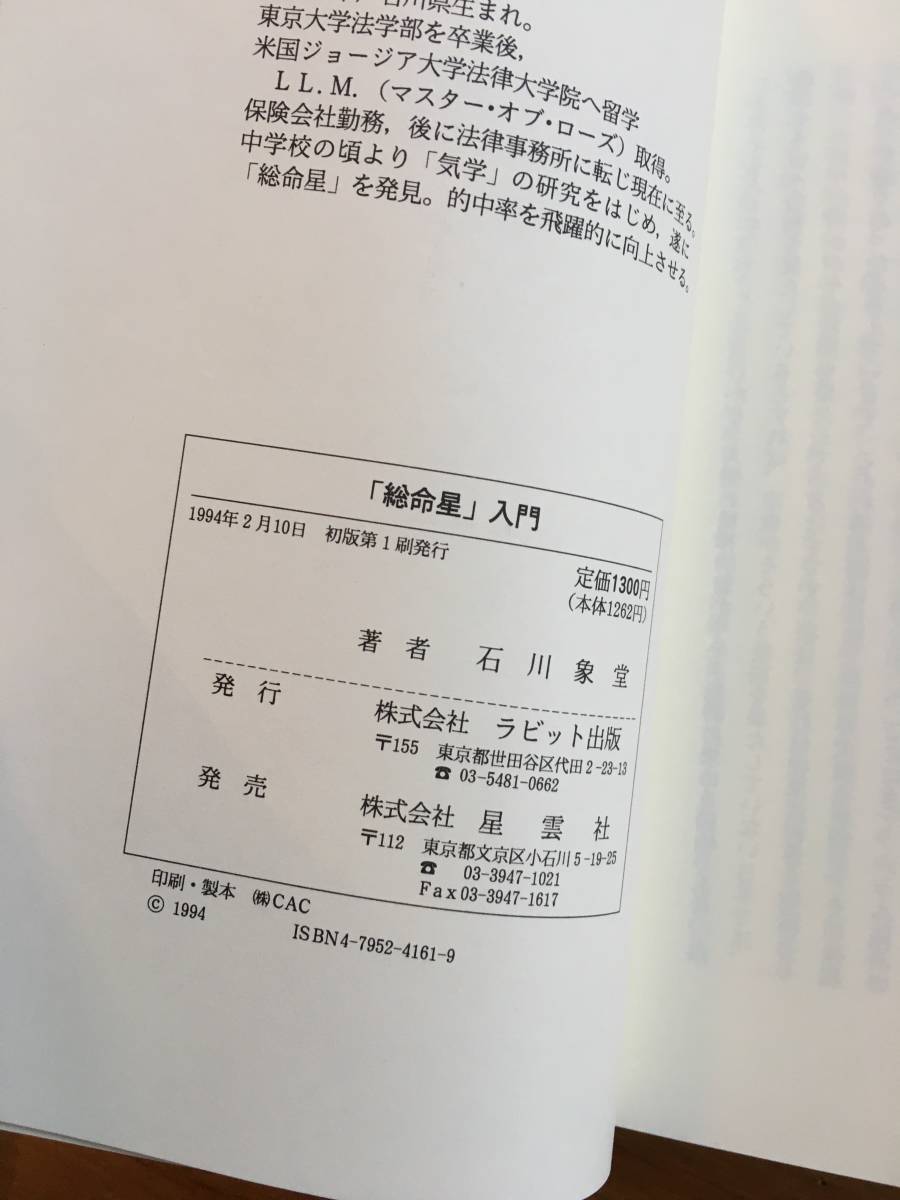 石川県生まれ。
東京大学法学部を卒業後,
米国ジョージア大学法律大学院へ留学
LL.M.（マスター・オブ・ローズ）取得。
保険会社勤務, 後に法律事務所に転じ現在に至る。
中学校の頃より「気学」の研究をはじめ, 遂に
「総命星」を発見。的中率を飛躍的に向上させる。
「総命星」入門
1994年2月10日 初版第1刷発行
定価1300円
（本体1262円）
著者 石川象堂
発行 株式会社 ラビット出版
〒155 東京都世田谷区代田2-23-13
☎ 03-5481-0662
発売 株式会社 星雲社
〒112 東京都文京区小石川5-19-25
☎ 03-3947-1021
Fax 03-3947-1617
印刷・製本 ㈱CAC
© 1994
ISBN4-7952-4161-9